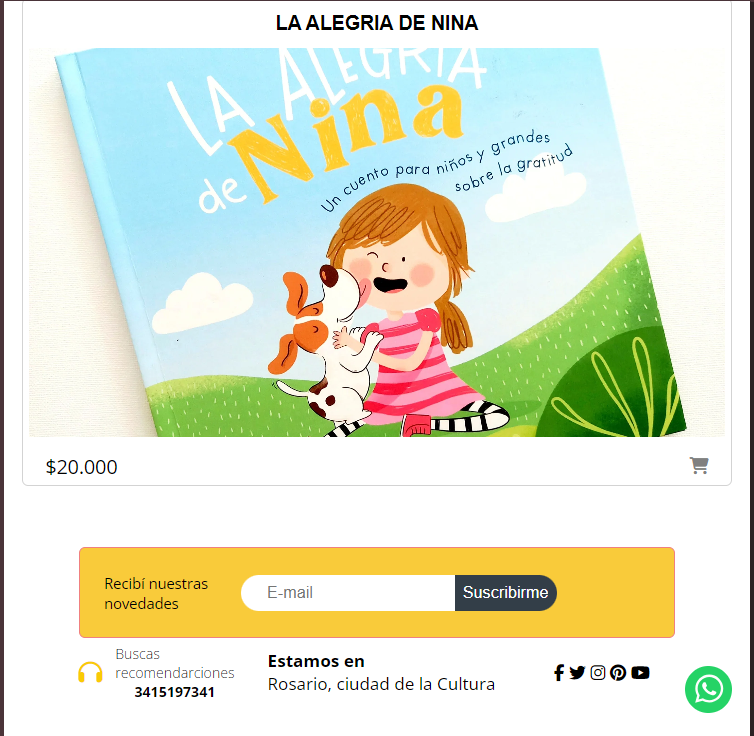 LA ALEGRIA DE NINA
LA ALEGRÍA
de Nina
Un cuento para niños y grandes
sobre la gratitud
$20.000
Recibí nuestras
novedades
E-mail
Suscribirme
Buscas
recomendarciones
3415197341
Estamos en
Rosario, ciudad de la Cultura